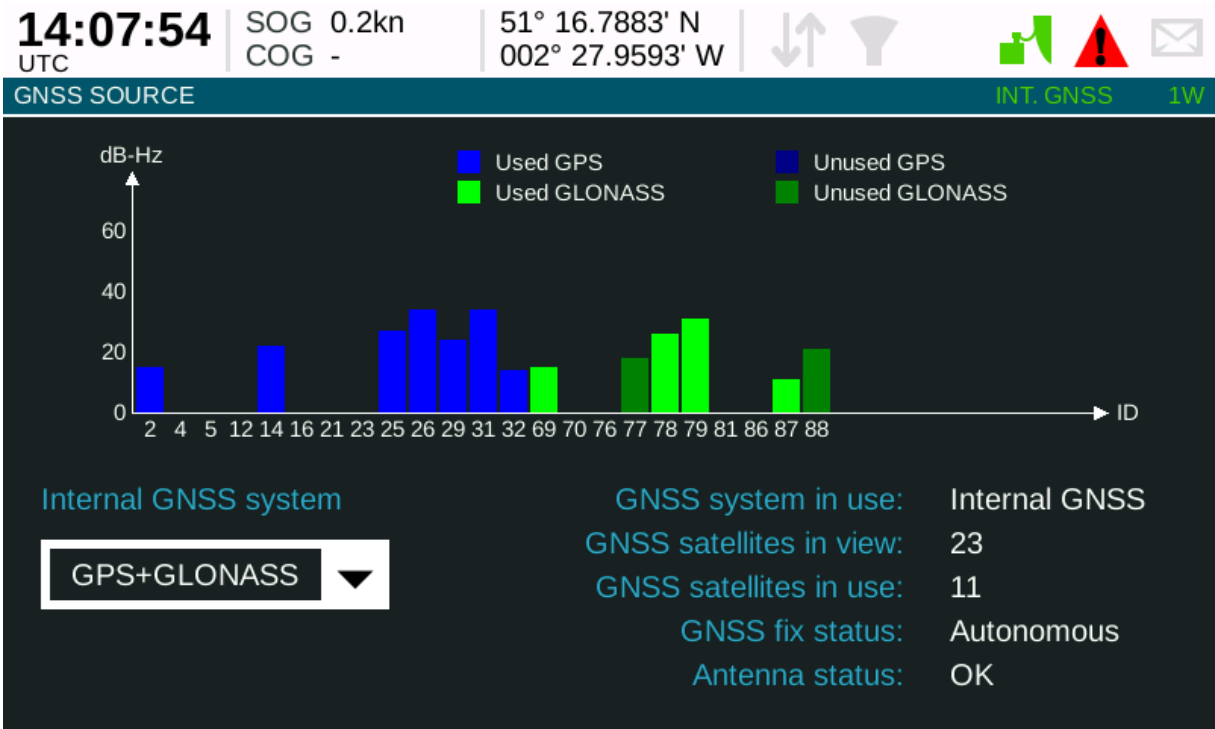 14:07:54
UTC
SOG 0.2kn
COG -
51° 16.7883' N
002° 27.9593' W
GNSS SOURCE
INT. GNSS 1W
dB-Hz
Used GPS
Unused GPS
Used GLONASS
Unused GLONASS
60
40
20
0
ID
2 4 5 12 14 16 21 23 25 26 29 31 32 69 70 76 77 78 79 81 86 87 88
Internal GNSS system
GPS+GLONASS
GNSS system in use: Internal GNSS
GNSS satellites in view: 23
GNSS satellites in use: 11
GNSS fix status: Autonomous
Antenna status: OK